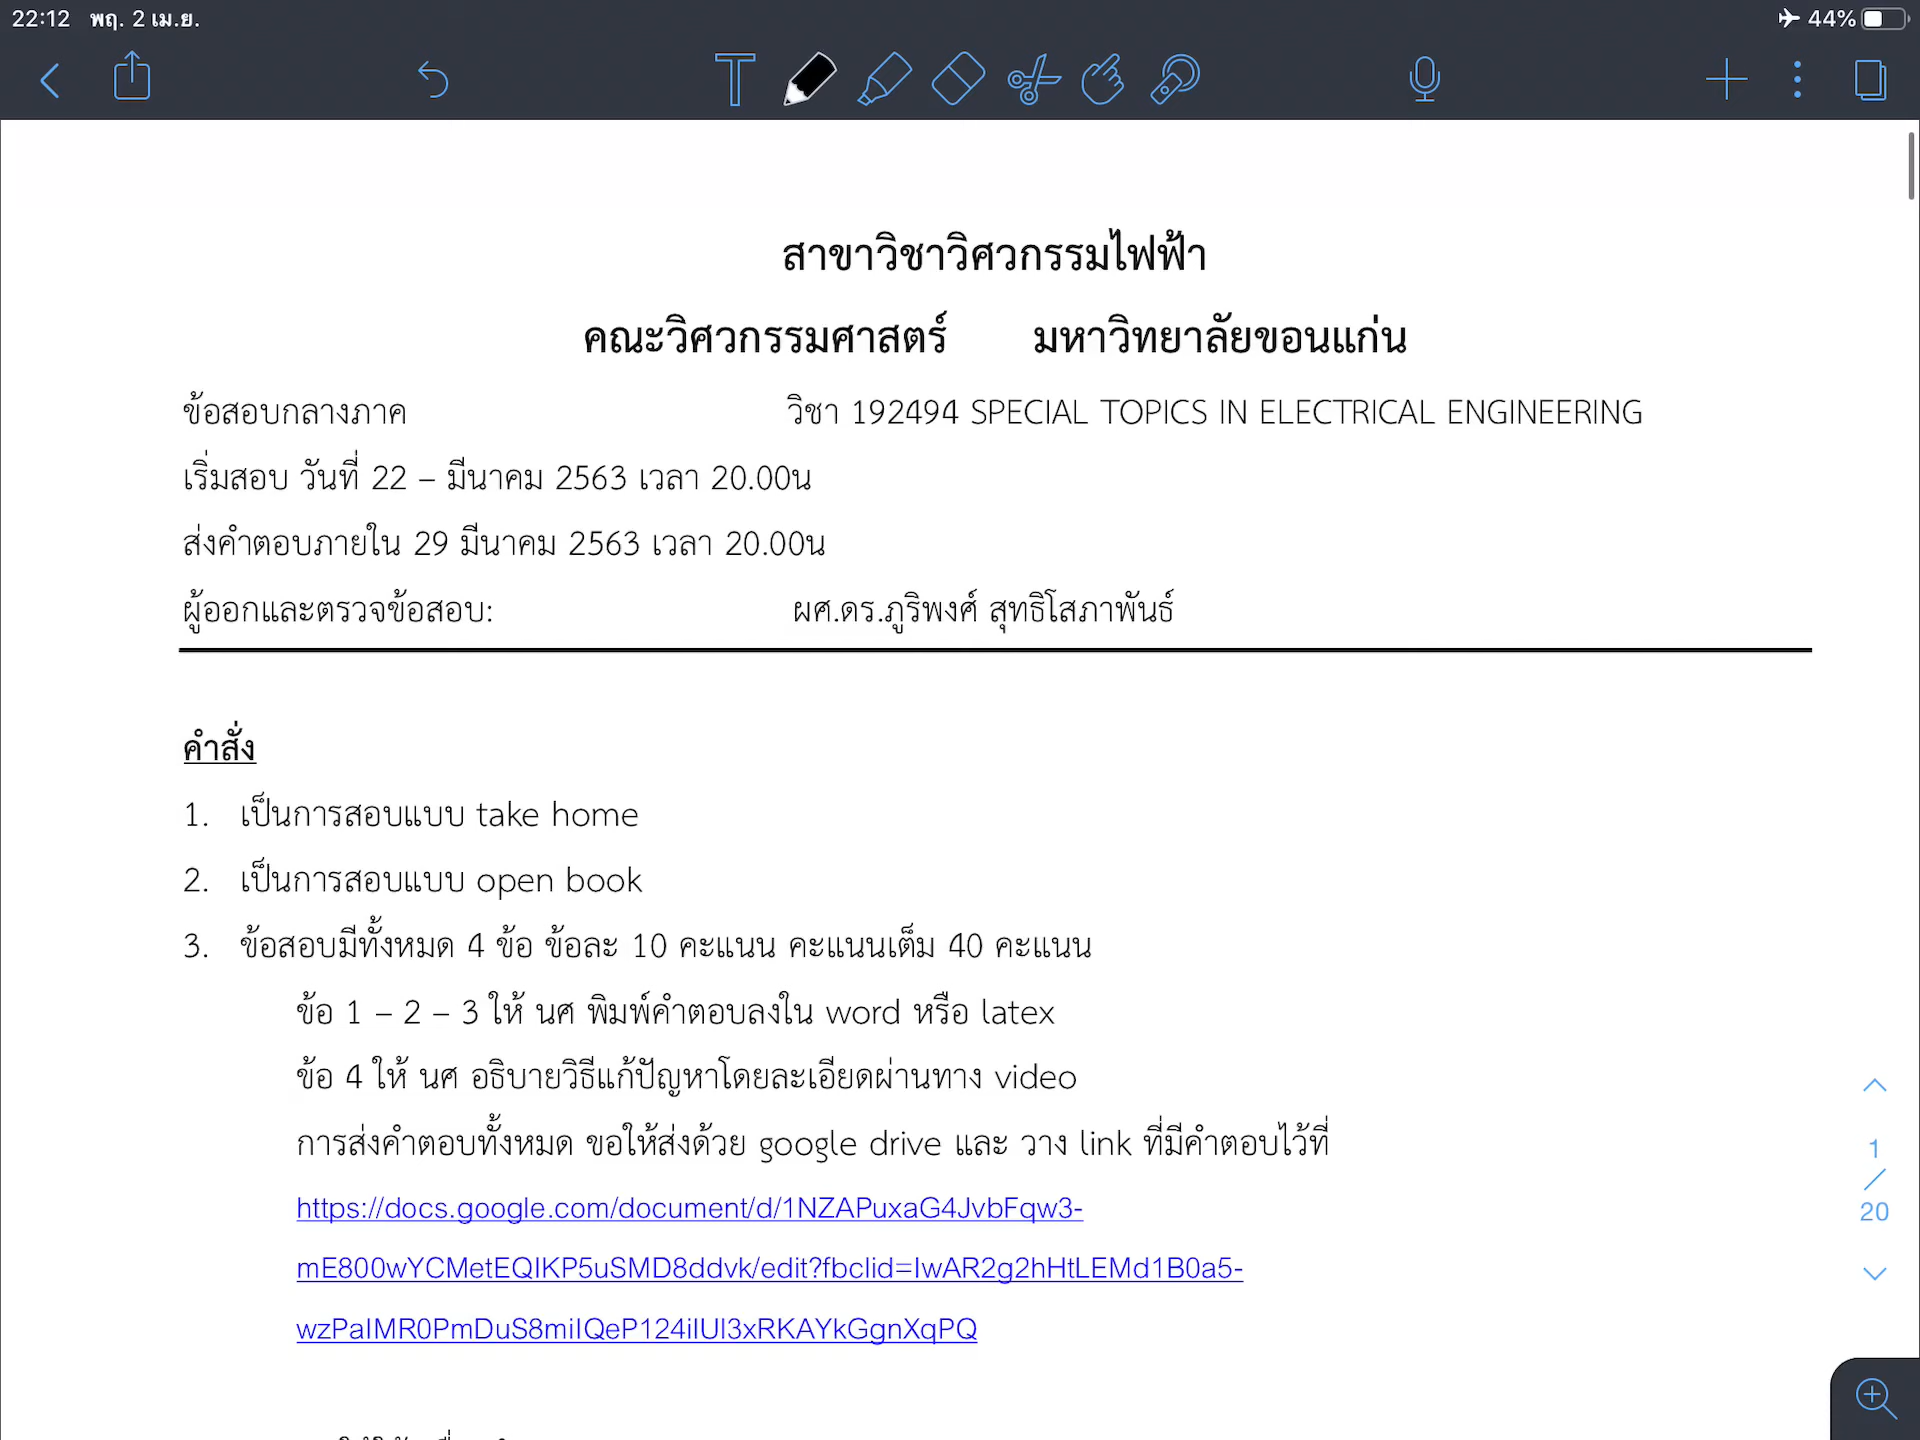 22:12 พฤ. 2 เม.ย. 44%
สาขาวิชาวิศวกรรมไฟฟ้า
คณะวิศวกรรมศาสตร์ มหาวิทยาลัยขอนแก่น
ข้อสอบกลางภาค วิชา 192494 SPECIAL TOPICS IN ELECTRICAL ENGINEERING
เริ่มสอบ วันที่ 22 – มีนาคม 2563 เวลา 20.00น
ส่งคำตอบภายใน 29 มีนาคม 2563 เวลา 20.00น
ผู้ออกและตรวจข้อสอบ: ผศ.ดร.ภูริพงศ์ สุทธิโสภาพันธ์
คำสั่ง
1. เป็นการสอบแบบ take home
2. เป็นการสอบแบบ open book
3. ข้อสอบมีทั้งหมด 4 ข้อ ข้อละ 10 คะแนน คะแนนเต็ม 40 คะแนน
ข้อ 1 – 2 – 3 ให้ นศ พิมพ์คำตอบลงใน word หรือ latex
ข้อ 4 ให้ นศ อธิบายวิธีแก้ปัญหาโดยละเอียดผ่านทาง video
การส่งคำตอบทั้งหมด ขอให้ส่งด้วย google drive และ วาง link ที่มีคำตอบไว้ที่
https://docs.google.com/document/d/1NZAPuxaG4JvbFqw3-
mE800wYCMetEQIKP5uSMD8ddvk/edit?fbclid=IwAR2g2hHtLEMd1B0a5-
wzPaIMR0PmDuS8miIQeP124iIUl3xRKAYkGgnXqPQ
1
/
20